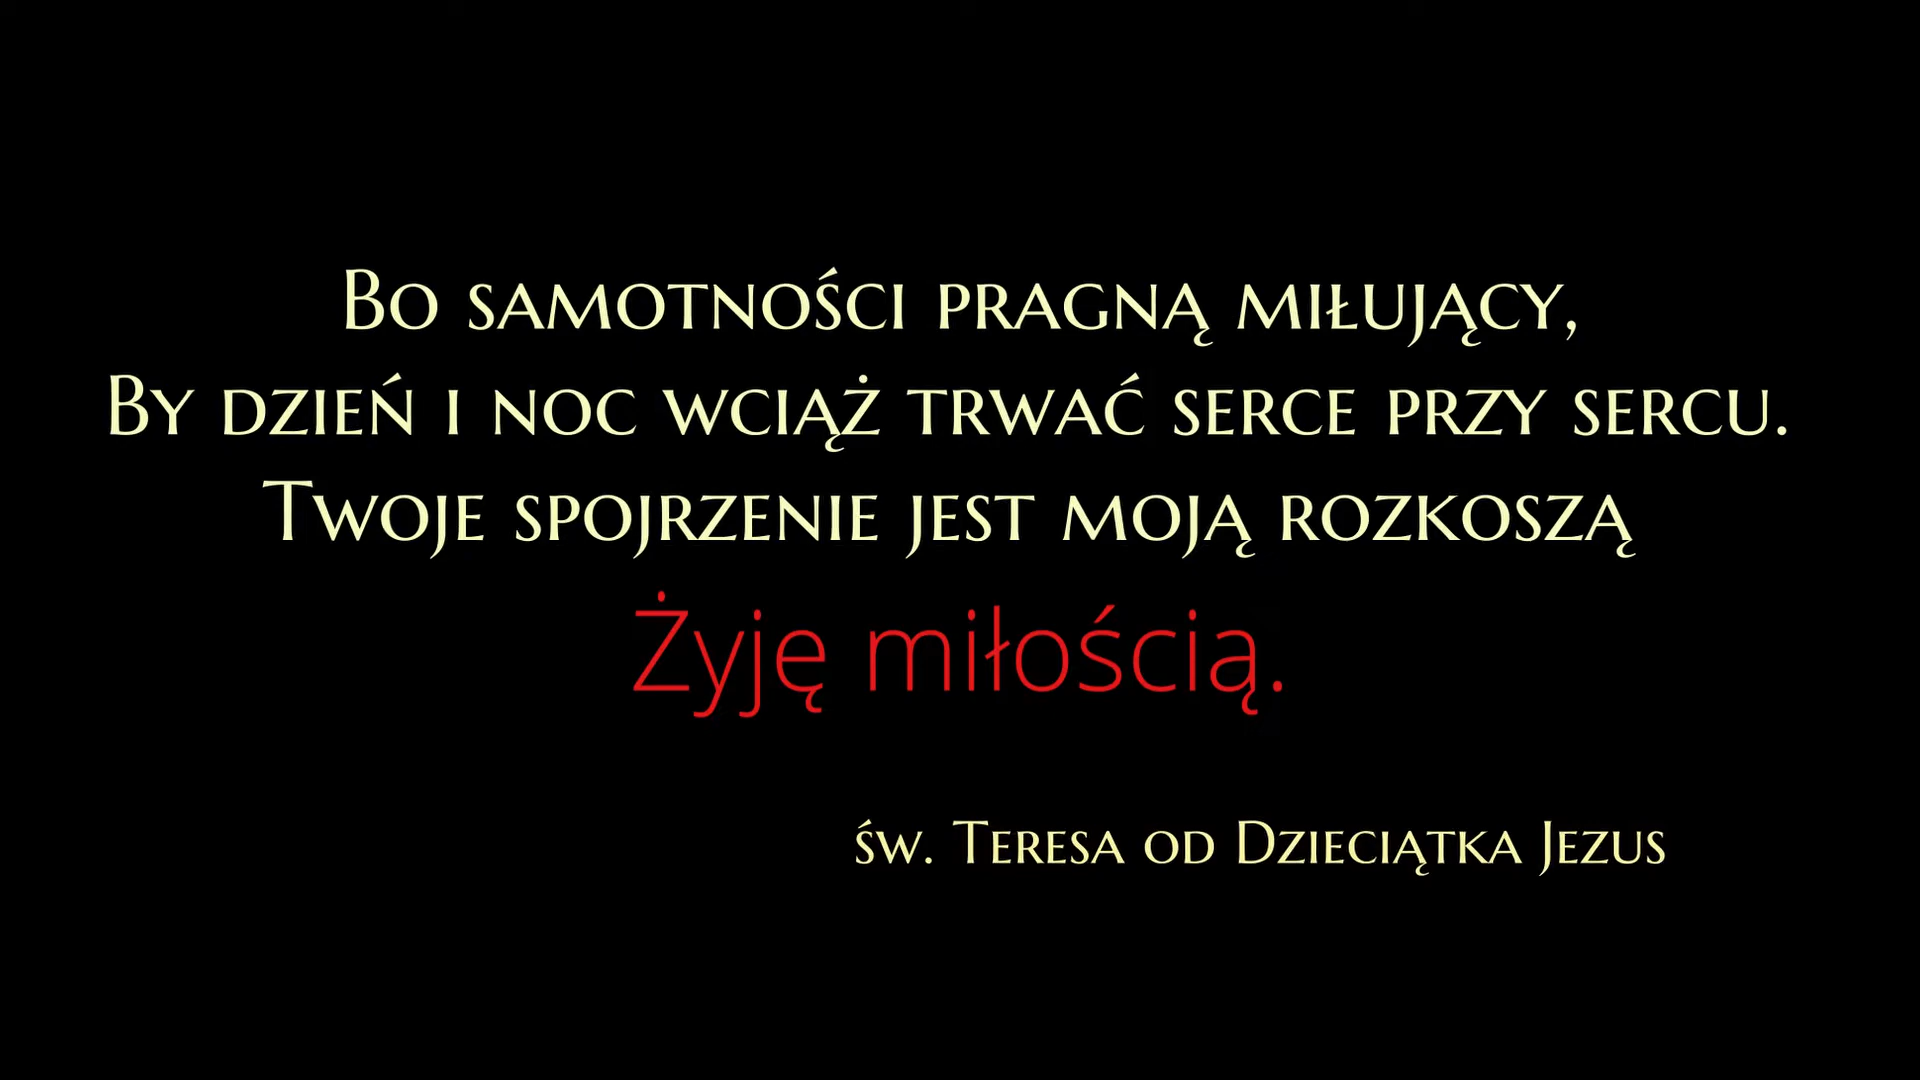 Bo samotności pragną miłujący,
By dzień i noc wciąż trwać serce przy sercu.
Twoje spojrzenie jest moją rozkoszą
Żyję miłością.
św. Teresa od Dzieciątka Jezus